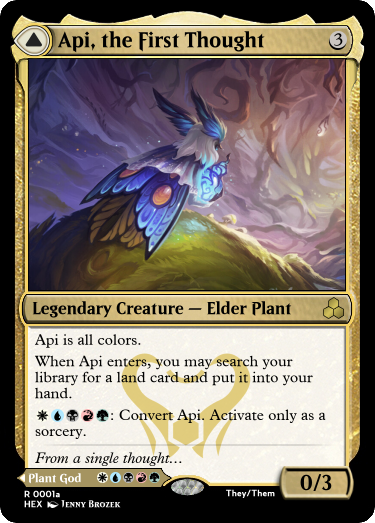 Api, the First Thought 3
Legendary Creature — Elder Plant
Api is all colors.
When Api enters, you may search your
library for a land card and put it into your
hand.
: Convert Api. Activate only as a
sorcery.
From a single thought…
Plant God
0/3
R 0001a
HEX Jenny Brozek
They/Them